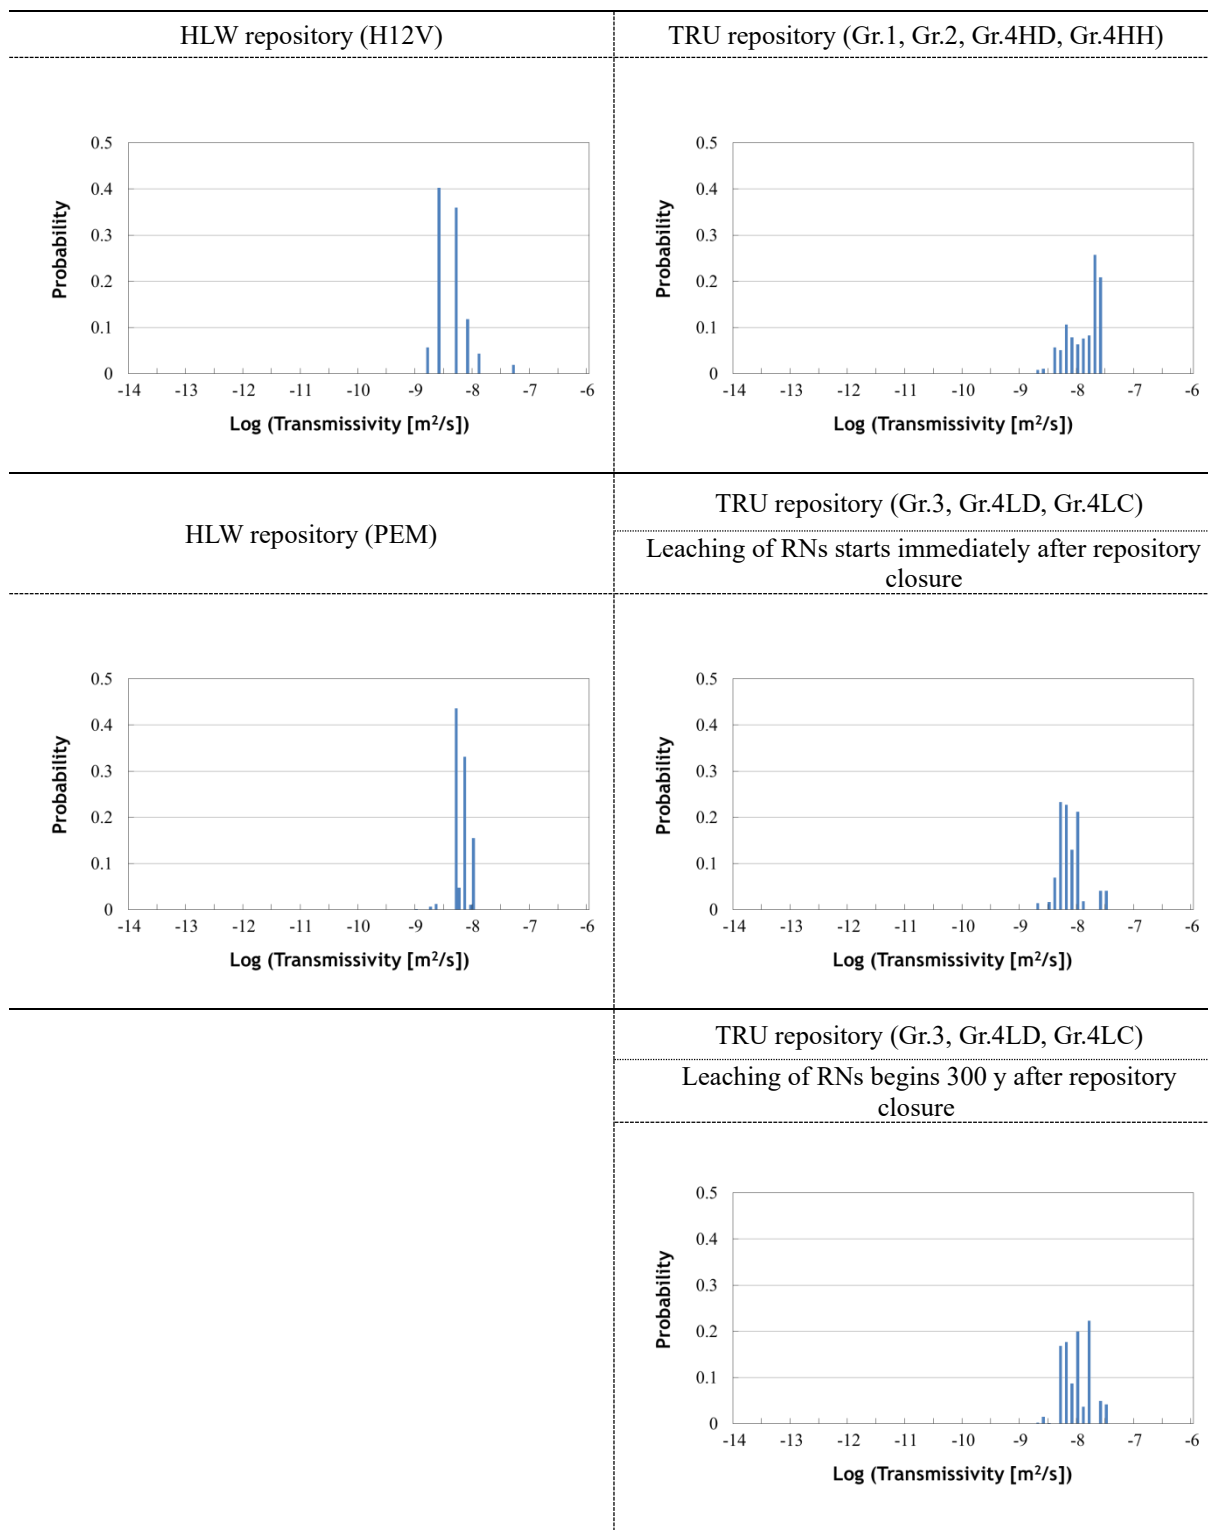 HLW repository (H12V)
TRU repository (Gr.1, Gr.2, Gr.4HD, Gr.4HH)
0.5
0.4
0.3
0.2
0.1
0
Probability
-14 -13 -12 -11 -10 -9 -8 -7 -6
Log (Transmissivity [m²/s])
0.5
0.4
0.3
0.2
0.1
0
Probability
-14 -13 -12 -11 -10 -9 -8 -7 -6
Log (Transmissivity [m²/s])
HLW repository (PEM)
TRU repository (Gr.3, Gr.4LD, Gr.4LC)
Leaching of RNs starts immediately after repository
closure
0.5
0.4
0.3
0.2
0.1
0
Probability
-14 -13 -12 -11 -10 -9 -8 -7 -6
Log (Transmissivity [m²/s])
0.5
0.4
0.3
0.2
0.1
0
Probability
-14 -13 -12 -11 -10 -9 -8 -7 -6
Log (Transmissivity [m²/s])
TRU repository (Gr.3, Gr.4LD, Gr.4LC)
Leaching of RNs begins 300 y after repository
closure
0.5
0.4
0.3
0.2
0.1
0
Probability
-14 -13 -12 -11 -10 -9 -8 -7 -6
Log (Transmissivity [m²/s])